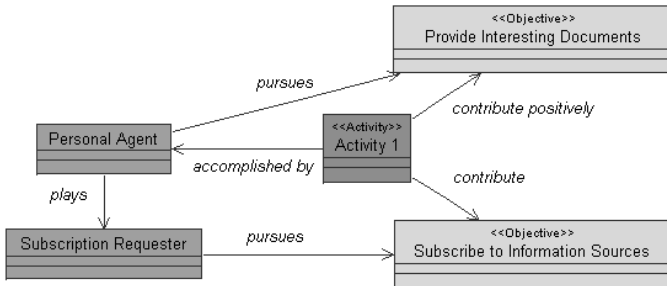 <<Objective>>
Provide Interesting Documents
pursues
contribute positively
<<Activity>>
Activity 1
Personal Agent
accomplished by
contribute
plays
<<Objective>>
Subscribe to Information Sources
Subscription Requester
pursues